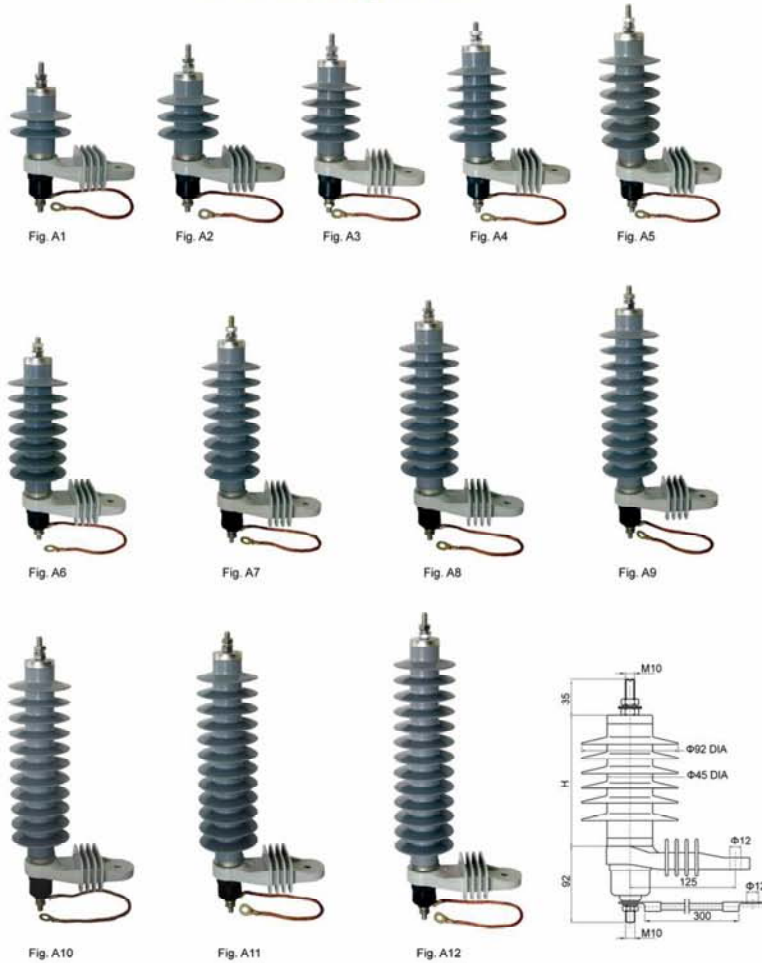 Fig. A1
Fig. A2
Fig. A3
Fig. A4
Fig. A5
Fig. A6
Fig. A7
Fig. A8
Fig. A9
M10
35
Φ92 DIA
H
Φ45 DIA
Φ12
125
92
Φ12
300
M10
Fig. A10
Fig. A11
Fig. A12